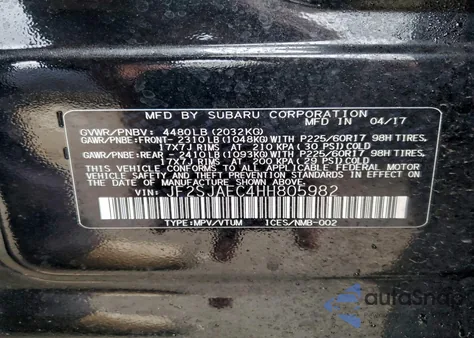 MFD BY SUBARU CORPORATION
MFD IN 04/17
GVWR/PNBV: 4480LB(2032KG)
GAWR/PNBE:FRONT-2310LB(1048KG)WITH P225/60R17 98H TIRES,
17X7J RIMS AT 210 KPA(30 PSI)COLD
GAWR/PNBE:REAR -2410LB(1093KG)WITH P225/60R17 98H TIRES,
17X7J RIMS AT 200 KPA(29 PSI)COLD
THIS VEHICLE CONFORMS TO ALL APPLICABLE FEDERAL MOTOR
VEHICLE SAFETY STANDARDS IN EFFECT ON THE DATE OF
MANUFACTURE SHOWN ABOVE.
VIN: JF2SJAEC4HH805982
TYPE:MPV/VTUM ICES/NMB-002
autosnap